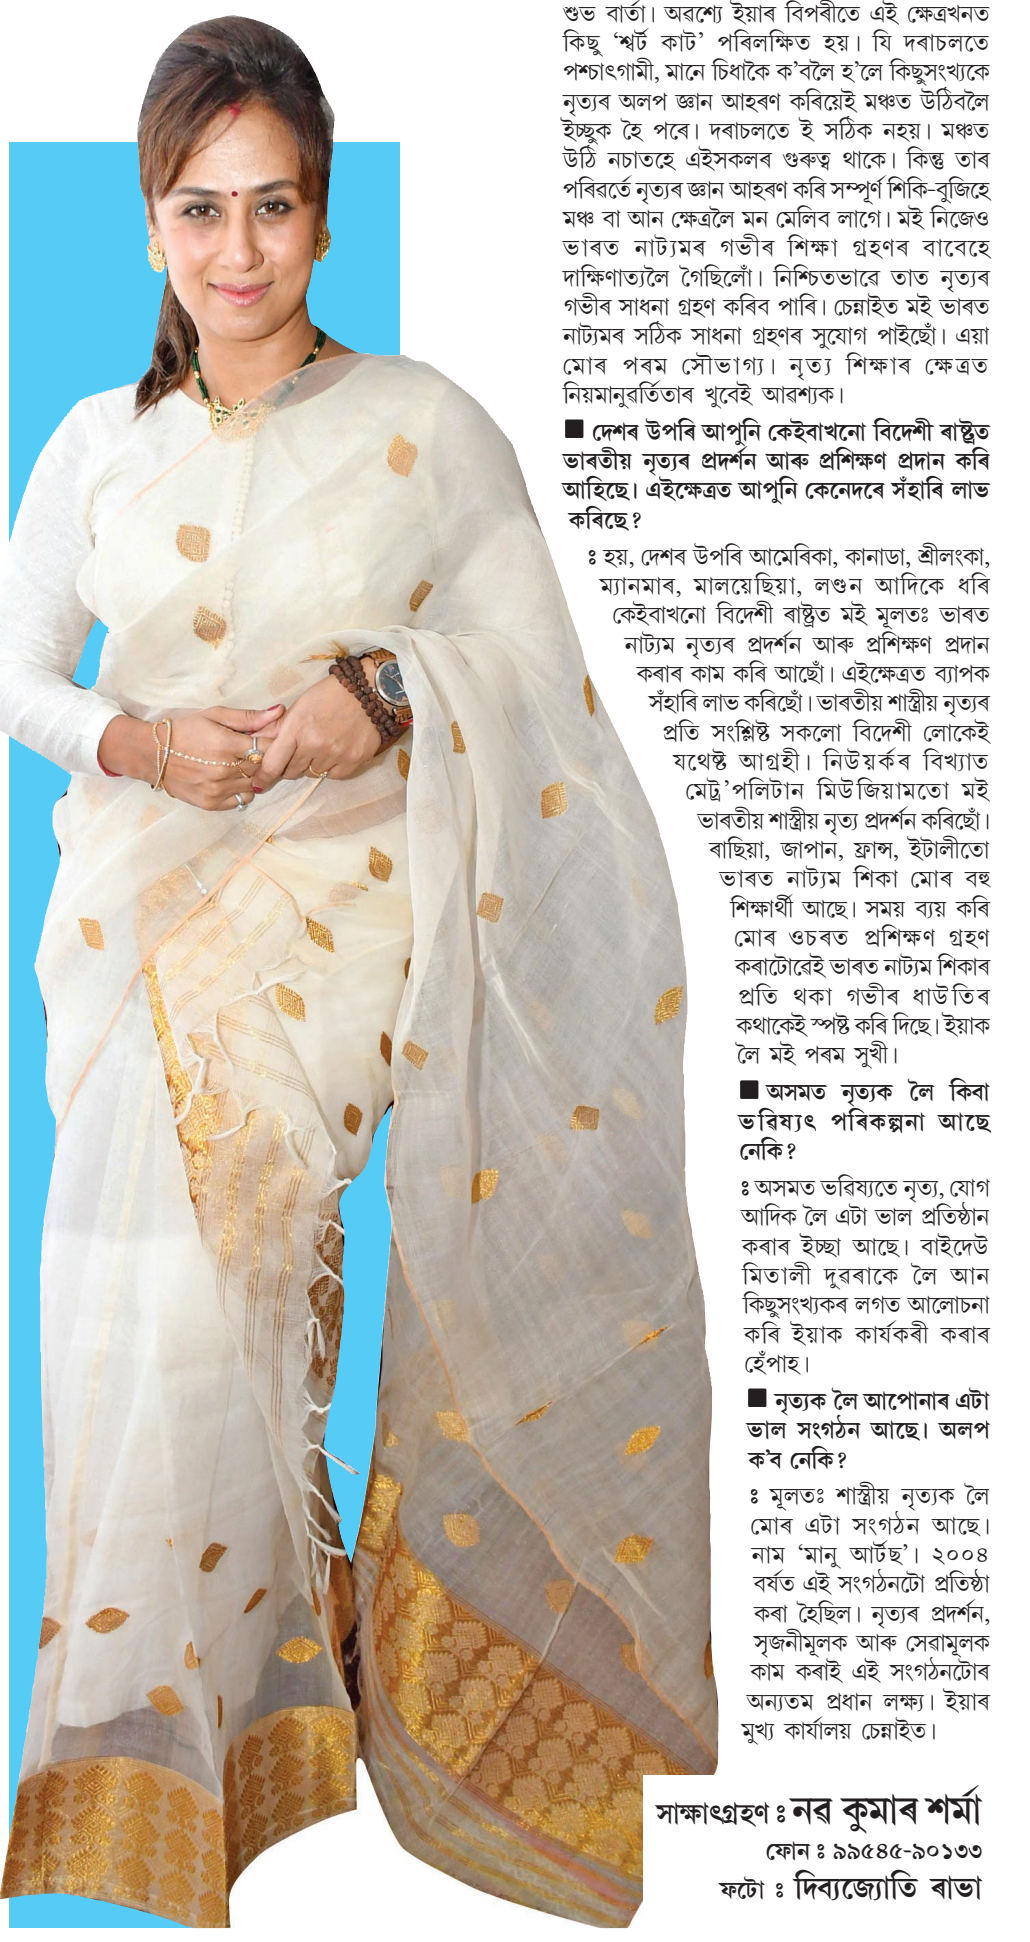 শুভ বাৰ্তা। অৱশ্যে ইয়াৰ বিপৰীতে এই ক্ষেত্ৰখনত
কিছু ‘শ্বৰ্ট কাট’ পৰিলক্ষিত হয়। যি দৰাচলতে
পশ্চাৎগামী, মানে চিধাকৈ ক’বলৈ হ’লে কিছুসংখ্যকে
নৃত্যৰ অলপ জ্ঞান আহৰণ কৰিয়েই মঞ্চত উঠিবলৈ
ইচ্ছুক হৈ পৰে। দৰাচলতে ই সঠিক নহয়। মঞ্চত
উঠি নচাতহে এইসকলৰ গুৰুত্ব থাকে। কিন্তু তাৰ
পৰিৱৰ্তে নৃত্যৰ জ্ঞান আহৰণ কৰি সম্পূৰ্ণ শিকি-বুজিহে
মঞ্চ বা আন ক্ষেত্ৰলৈ মন মেলিব লাগে। মই নিজেও
ভাৰত নাট্যমৰ গভীৰ শিক্ষা গ্ৰহণৰ বাবেহে
দাক্ষিণাত্যলৈ গৈছিলোঁ। নিশ্চিতভাৱে তাত নৃত্যৰ
গভীৰ সাধনা গ্ৰহণ কৰিব পাৰি। চেন্নাইত মই ভাৰত
নাট্যমৰ সঠিক সাধনা গ্ৰহণৰ সুযোগ পাইছোঁ। এয়া
মোৰ পৰম সৌভাগ্য। নৃত্য শিক্ষাৰ ক্ষেত্ৰত
নিয়মানুৱৰ্তিতাৰ খুবেই আৱশ্যক।
■ দেশৰ উপৰি আপুনি কেইবাখনো বিদেশী ৰাষ্ট্ৰত
ভাৰতীয় নৃত্যৰ প্ৰদৰ্শন আৰু প্ৰশিক্ষণ প্ৰদান কৰি
আহিছে। এইক্ষেত্ৰত আপুনি কেনেদৰে সঁহাৰি লাভ
কৰিছে?
ঃ হয়, দেশৰ উপৰি আমেৰিকা, কানাডা, শ্ৰীলংকা,
ম্যানমাৰ, মালয়েছিয়া, লণ্ডন আদিকে ধৰি
কেইবাখনো বিদেশী ৰাষ্ট্ৰত মই মূলতঃ ভাৰত
নাট্যম নৃত্যৰ প্ৰদৰ্শন আৰু প্ৰশিক্ষণ প্ৰদান
কৰাৰ কাম কৰি আছোঁ। এইক্ষেত্ৰত ব্যাপক
সঁহাৰি লাভ কৰিছোঁ। ভাৰতীয় শাস্ত্ৰীয় নৃত্যৰ
প্ৰতি সংশ্লিষ্ট সকলো বিদেশী লোকেই
যথেষ্ট আগ্ৰহী। নিউয়ৰ্কৰ বিখ্যাত
মেট্ৰ’পলিটান মিউজিয়ামতো মই
ভাৰতীয় শাস্ত্ৰীয় নৃত্য প্ৰদৰ্শন কৰিছোঁ।
ৰাছিয়া, জাপান, ফ্ৰান্স, ইটালীতো
ভাৰত নাট্যম শিকা মোৰ বহু
শিক্ষাৰ্থী আছে। সময় ব্যয় কৰি
মোৰ ওচৰত প্ৰশিক্ষণ গ্ৰহণ
কৰাটোৱেই ভাৰত নাট্যম শিকাৰ
প্ৰতি থকা গভীৰ ধাউতিৰ
কথাকেই স্পষ্ট কৰি দিছে। ইয়াক
লৈ মই পৰম সুখী।
■ অসমত নৃত্যক লৈ কিবা
ভৱিষ্যৎ পৰিকল্পনা আছে
নেকি?
ঃ অসমত ভৱিষ্যতে নৃত্য, যোগ
আদিক লৈ এটা ভাল প্ৰতিষ্ঠান
কৰাৰ ইচ্ছা আছে। বাইদেউ
মিতালী দুৱৰাকে লৈ আন
কিছুসংখ্যকৰ লগত আলোচনা
কৰি ইয়াক কাৰ্যকৰী কৰাৰ
হেঁপাহ।
■ নৃত্যক লৈ আপোনাৰ এটা
ভাল সংগঠন আছে। অলপ
ক’ব নেকি?
ঃ মূলতঃ শাস্ত্ৰীয় নৃত্যক লৈ
মোৰ এটা সংগঠন আছে।
নাম ‘মানু আৰ্টছ’। ২০০৪
বৰ্ষত এই সংগঠনটো প্ৰতিষ্ঠা
কৰা হৈছিল। নৃত্যৰ প্ৰদৰ্শন,
সৃজনীমূলক আৰু সেৱামূলক
কাম কৰাই এই সংগঠনটোৰ
অন্যতম প্ৰধান লক্ষ্য। ইয়াৰ
মুখ্য কাৰ্যালয় চেন্নাইত।
সাক্ষাৎগ্ৰহণ ঃ নৱ কুমাৰ শৰ্মা
ফোন ঃ ৯৯৫৪৫-৯০১৩৩
ফটো ঃ দিব্যজ্যোতি ৰাভা